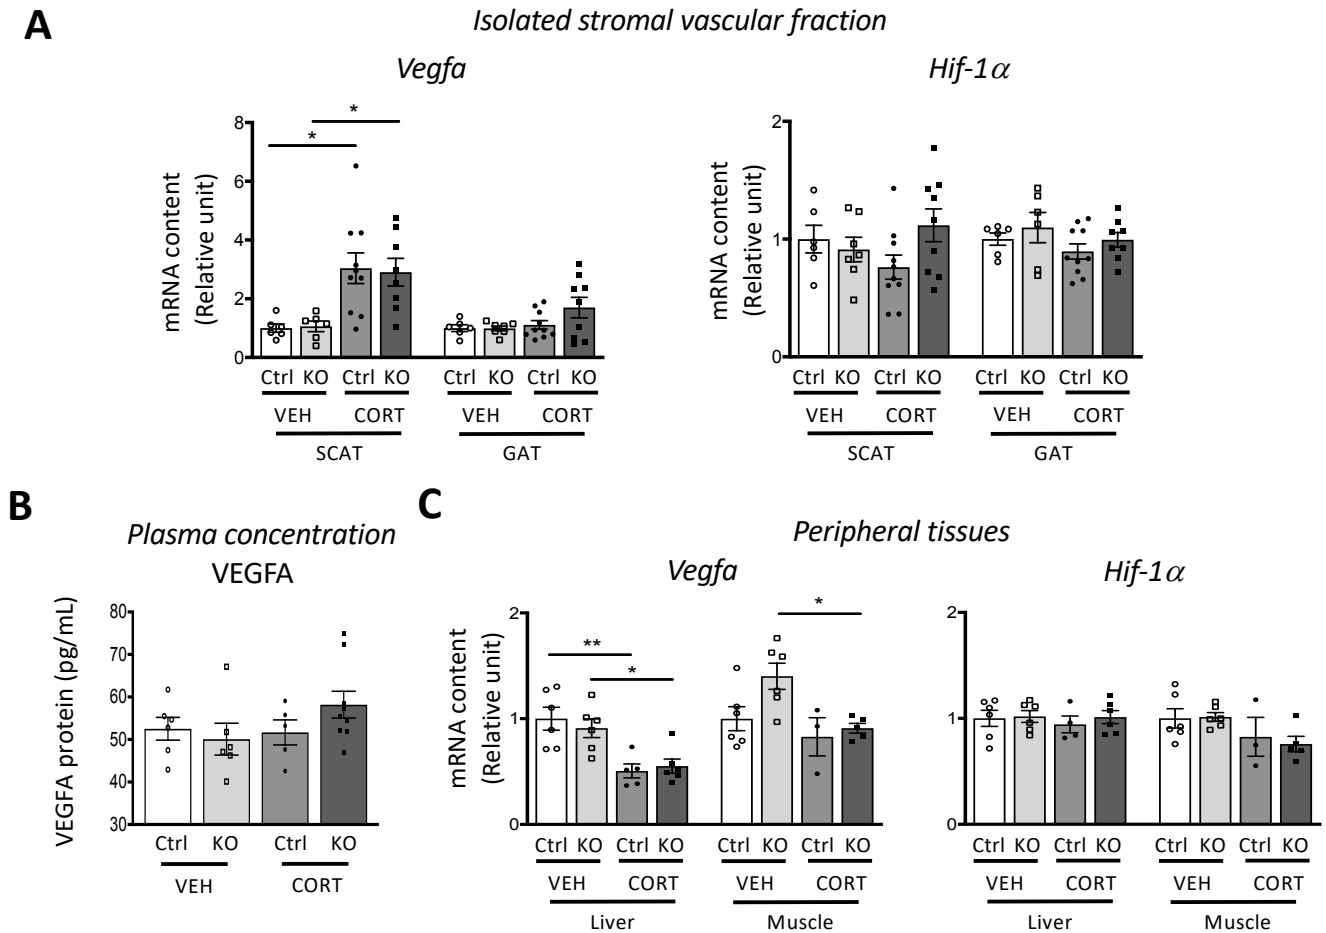 A
Isolated stromal vascular fraction
Vegfa
Hif-1α
mRNA content
(Relative unit)
8
6
4
2
0
*
*
Ctrl KO Ctrl KO Ctrl KO Ctrl KO
VEH CORT VEH CORT
SCAT GAT
mRNA content
(Relative unit)
2
1
0
Ctrl KO Ctrl KO Ctrl KO Ctrl KO
VEH CORT VEH CORT
SCAT GAT
B
Plasma concentration
VEGFA
VEGFA protein (pg/mL)
80
70
60
50
40
30
Ctrl KO Ctrl KO
VEH CORT
C
Peripheral tissues
Vegfa
Hif-1α
mRNA content
(Relative unit)
2
1
0
**
*
*
Ctrl KO Ctrl KO Ctrl KO Ctrl KO
VEH CORT VEH CORT
Liver Muscle
2
1
0
Ctrl KO Ctrl KO Ctrl KO Ctrl KO
VEH CORT VEH CORT
Liver Muscle